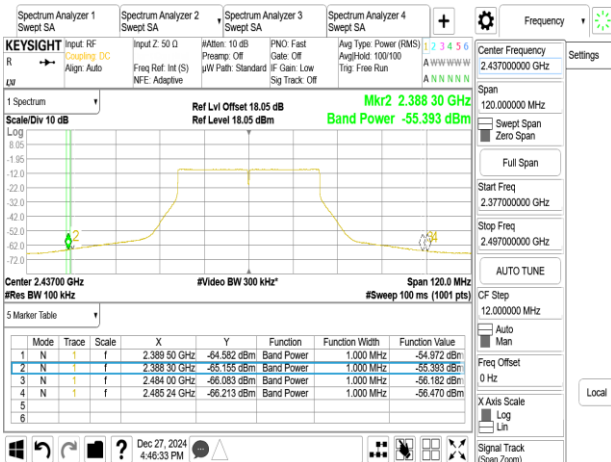 Spectrum Analyzer 1
Swept SA
Spectrum Analyzer 2
Swept SA
Spectrum Analyzer 3
Swept SA
Spectrum Analyzer 4
Swept SA
+
Frequency
KEYSIGHT
R
Input: RF
Coupling: DC
Align: Auto
Input Z: 50 Ω
Freq Ref: Int (S)
NFE: Adaptive
#Atten: 10 dB
Preamp: Off
µW Path: Standard
PNO: Fast
Gate: Off
IF Gain: Low
Sig Track: Off
Avg Type: Power (RMS)
Avg|Hold: 100/100
Trig: Free Run
1 2 3 4 5 6
A W W W W W
A N N N N N
1 Spectrum
Scale/Div 10 dB
Ref Lvl Offset 18.05 dB
Ref Level 18.05 dBm
Mkr2 2.388 30 GHz
Band Power -55.393 dBm
Log
8.05
-1.95
-12.0
-22.0
-32.0
-42.0
-52.0
-62.0
-72.0
2
4
Center 2.43700 GHz
#Res BW 100 kHz
#Video BW 300 kHz*
Span 120.0 MHz
#Sweep 100 ms (1001 pts)
5 Marker Table
Mode Trace Scale X Y Function Function Width Function Value
1 N 1 f 2.389 50 GHz -64.582 dBm Band Power 1.000 MHz -54.972 dBm
2 N 1 f 2.388 30 GHz -65.155 dBm Band Power 1.000 MHz -55.393 dBm
3 N 1 f 2.484 00 GHz -66.083 dBm Band Power 1.000 MHz -56.182 dBm
4 N 1 f 2.485 24 GHz -66.213 dBm Band Power 1.000 MHz -56.470 dBm
5
6
?
Dec 27, 2024
4:46:33 PM
Center Frequency
2.437000000 GHz
Span
120.000000 MHz
Swept Span
Zero Span
Full Span
Start Freq
2.377000000 GHz
Stop Freq
2.497000000 GHz
AUTO TUNE
CF Step
12.000000 MHz
Auto
Man
Freq Offset
0 Hz
X Axis Scale
Log
Lin
Signal Track
(Span Zoom)
Settings
Local